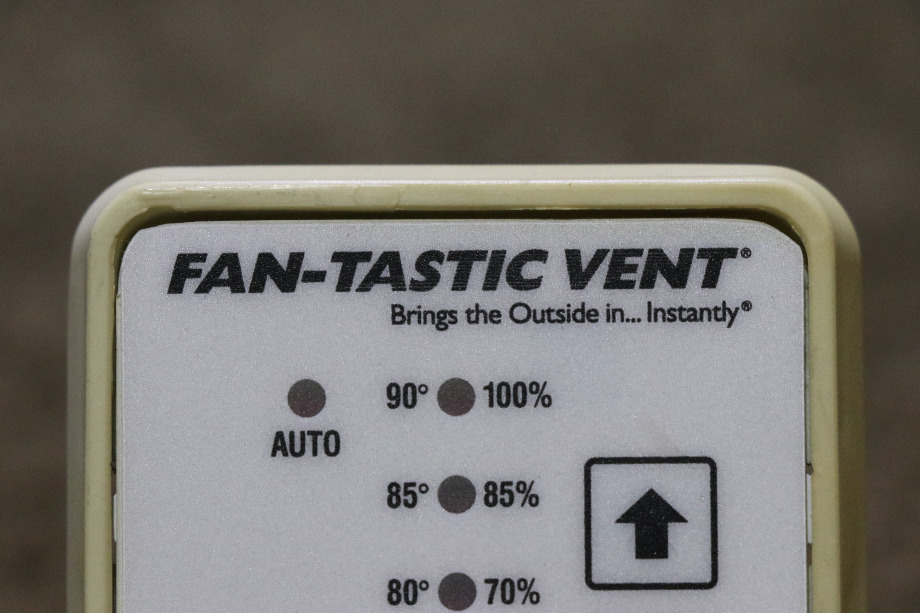 FAN-TASTIC VENT®
Brings the Outside in... Instantly®
90° 100%
AUTO
85° 85%
80° 70%